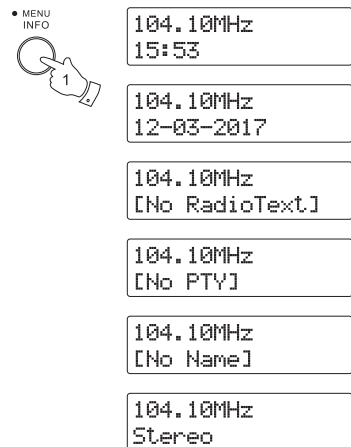 MENU
INFO
1
104.10MHz
15:53
104.10MHz
12-03-2017
104.10MHz
[No RadioText]
104.10MHz
[No PTY]
104.10MHz
[No Name]
104.10MHz
Stereo